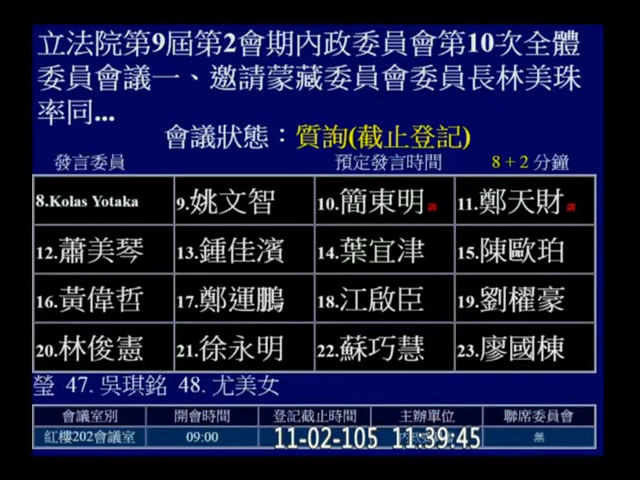 立法院第9屆第2會期內政委員會第10次全體
委員會議一、邀請蒙藏委員會委員長林美珠
率同...
會議狀態：質詢(截止登記)
發言委員 預定發言時間 8 + 2 分鐘
8.Kolas Yotaka 9.姚文智 10.簡東明 11.鄭天財
12.蕭美琴 13.鍾佳濱 14.葉宜津 15.陳歐珀
16.黃偉哲 17.鄭運鵬 18.江啟臣 19.劉櫂豪
20.林俊憲 21.徐永明 22.蘇巧慧 23.廖國棟
瑩 47. 吳琪銘 48. 尤美女
會議室別 開會時間 登記截止時間 主辦單位 聯席委員會
紅樓202會議室 09:00 11-02-105 11:39:45 無